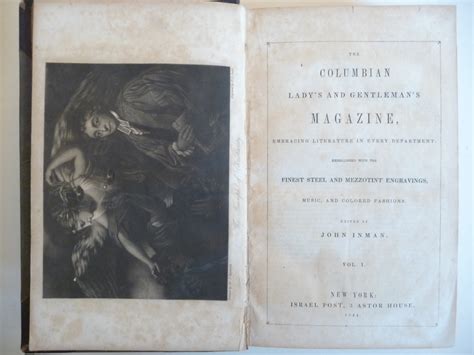 THE
COLUMBIAN
LADY'S AND GENTLEMAN'S
MAGAZINE,
EMBRACING LITERATURE IN EVERY DEPARTMENT:
EMBELLISHED WITH THE
FINEST STEEL AND MEZZOTINT ENGRAVINGS,
MUSIC, AND COLORED FASHIONS.
EDITED BY
JOHN INMAN.
VOL. I.
NEW YORK:
ISRAEL POST, 3 ASTOR HOUSE.
1844.